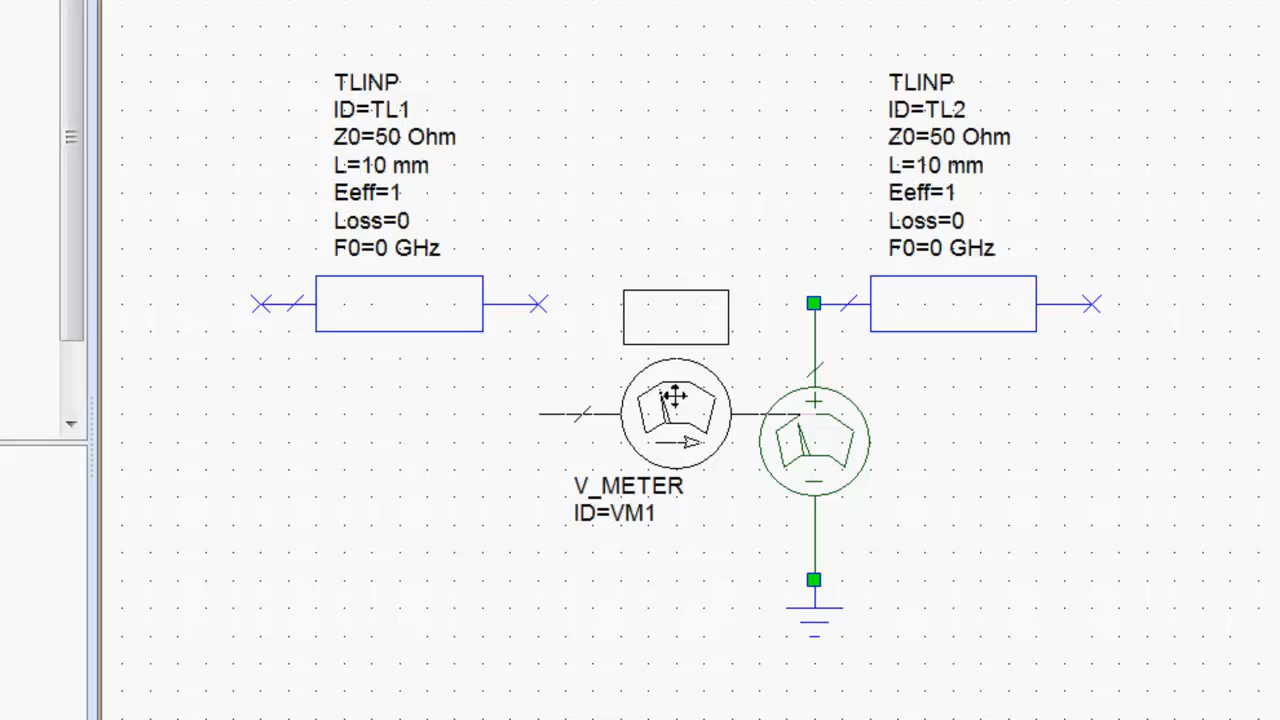 TLINP
ID=TL1
Z0=50 Ohm
L=10 mm
Eeff=1
Loss=0
F0=0 GHz
TLINP
ID=TL2
Z0=50 Ohm
L=10 mm
Eeff=1
Loss=0
F0=0 GHz
V_METER
ID=VM1